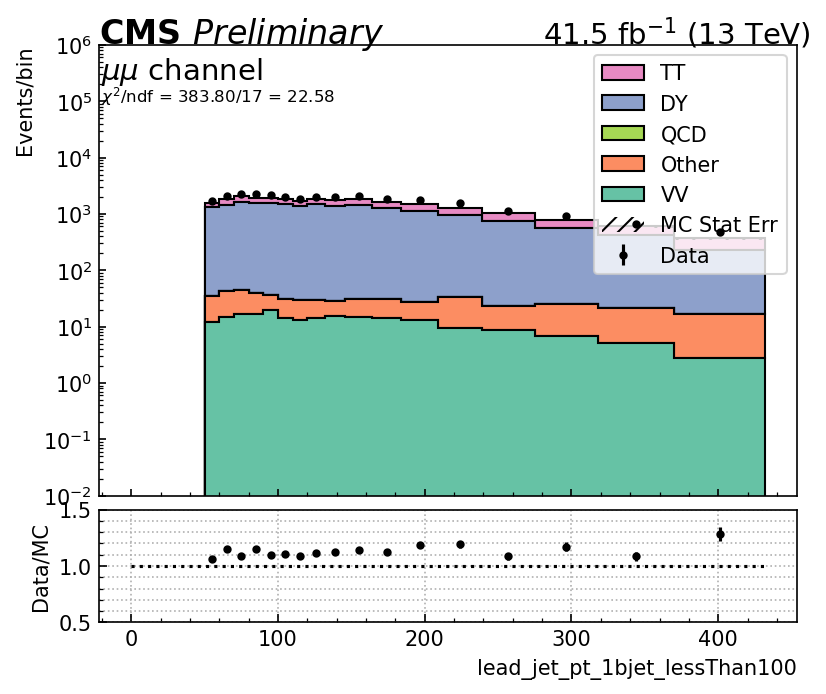 CMS Preliminary 41.5 fb⁻¹ (13 TeV)
μμ channel
χ²/ndf = 383.80/17 = 22.58
Events/bin
10⁶
10⁵
10⁴
10³
10²
10¹
10⁰
10⁻¹
10⁻²
TT
DY
QCD
Other
VV
MC Stat Err
Data
Data/MC
1.5
1.0
0.5
0 100 200 300 400
lead_jet_pt_1bjet_lessThan100